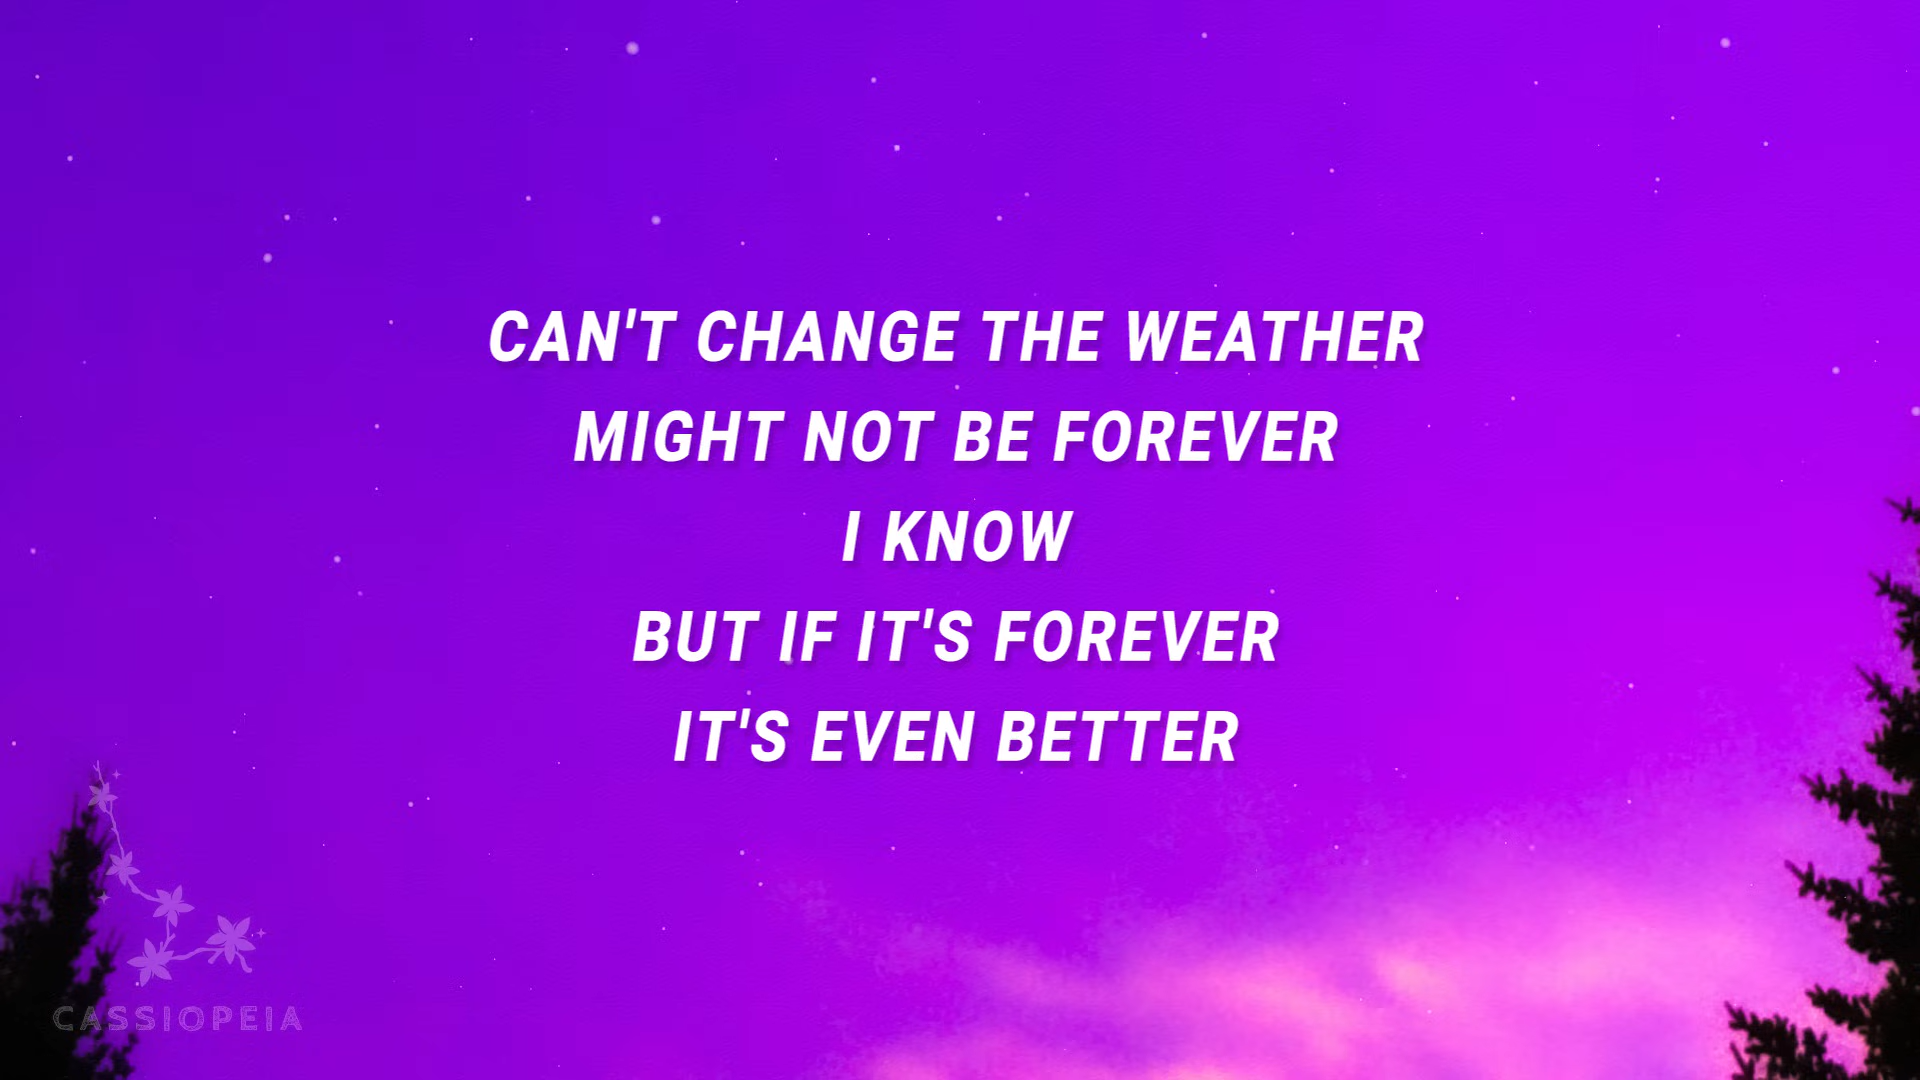 CAN'T CHANGE THE WEATHER
MIGHT NOT BE FOREVER
I KNOW
BUT IF IT'S FOREVER
IT'S EVEN BETTER
CASSIOPEIA